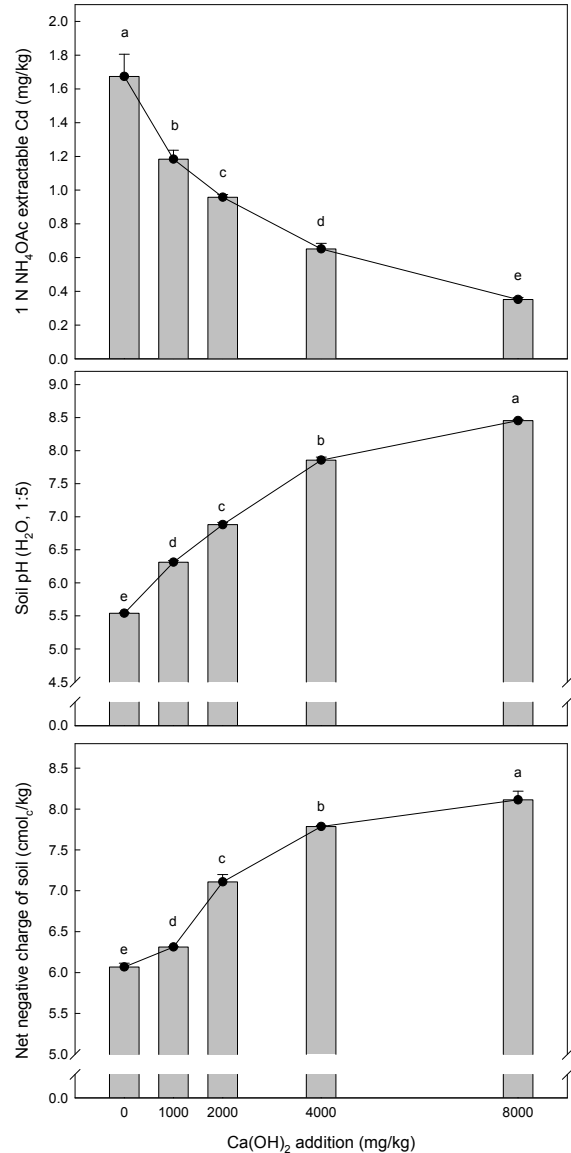 2.0
1.8
1.6
1.4
1.2
1.0
0.8
0.6
0.4
0.2
0.0
1 N NH₄OAc extractable Cd (mg/kg)
a
b
c
d
e
9.0
8.5
8.0
7.5
7.0
6.5
6.0
5.5
5.0
4.5
0.0
Soil pH (H₂O, 1:5)
e
d
c
b
a
8.5
8.0
7.5
7.0
6.5
6.0
5.5
5.0
0.0
Net negative charge of soil (cmol꜀/kg)
e
d
c
b
a
0 1000 2000 4000 8000
Ca(OH)₂ addition (mg/kg)